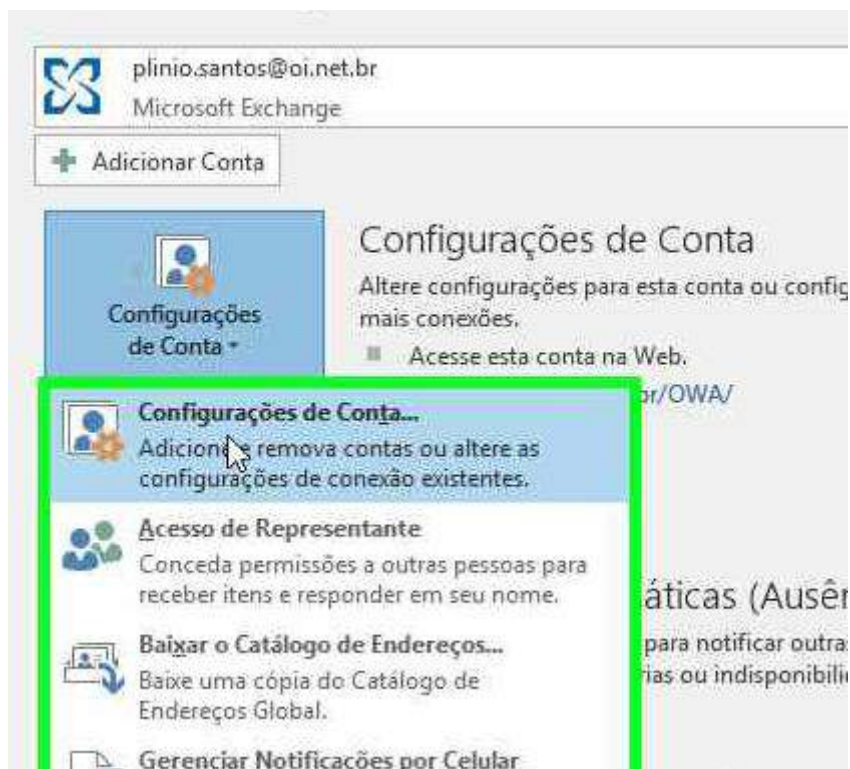 plinio.santos@oi.net.br
Microsoft Exchange
Adicionar Conta
Configurações
de Conta
Configurações de Conta
Altere configurações para esta conta ou config
mais conexões.
Acesse esta conta na Web.
or/OWA/
Configurações de Conta...
Adicione e remova contas ou altere as
configurações de conexão existentes.
Acesso de Representante
Conceda permissões a outras pessoas para
receber itens e responder em seu nome.
áticas (Ausên
para notificar outras
rias ou indisponibili
Baixar o Catálogo de Endereços...
Baixe uma cópia do Catálogo de
Endereços Global.
Gerenciar Notificações por Celular